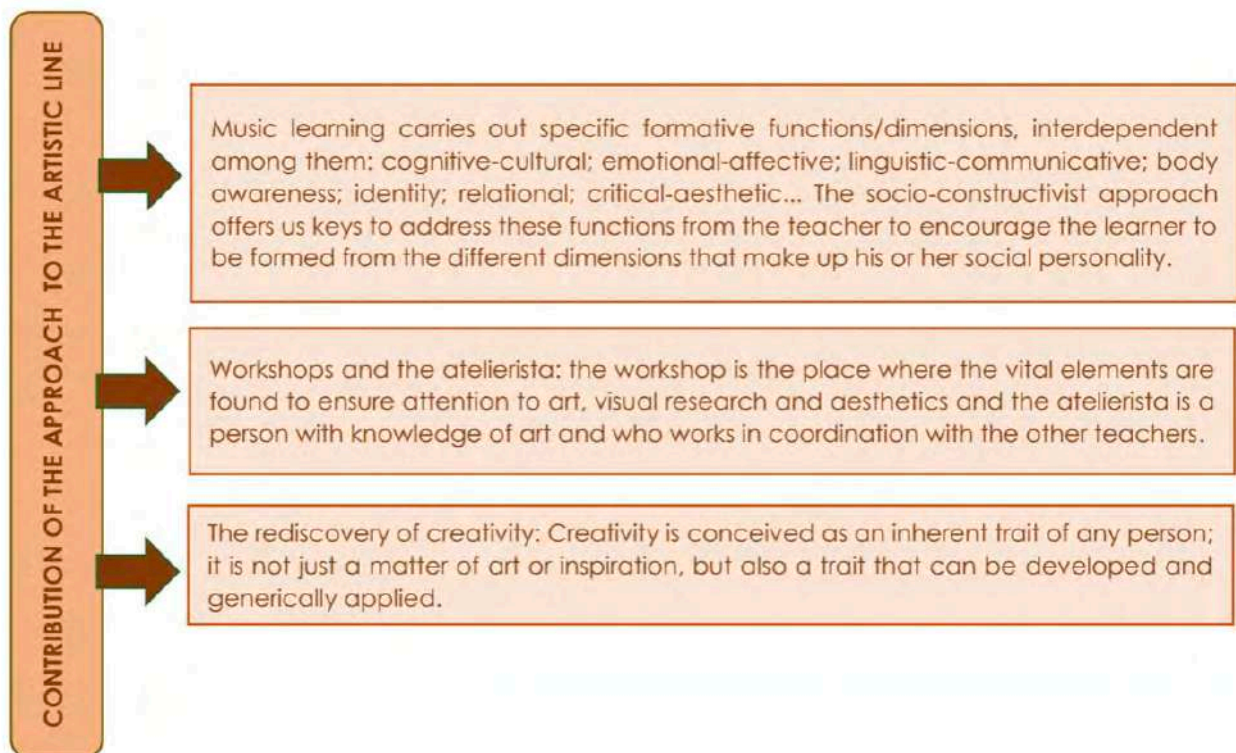 CONTRIBUTION OF THE APPROACH TO THE ARTISTIC LINE
Music learning carries out specific formative functions/dimensions, interdependent
among them: cognitive-cultural; emotional-affective; linguistic-communicative; body
awareness; identity; relational; critical-aesthetic... The socio-constructivist approach
offers us keys to address these functions from the teacher to encourage the learner to
be formed from the different dimensions that make up his or her social personality.
Workshops and the atelierista: the workshop is the place where the vital elements are
found to ensure attention to art, visual research and aesthetics and the atelierista is a
person with knowledge of art and who works in coordination with the other teachers.
The rediscovery of creativity: Creativity is conceived as an inherent trait of any person;
it is not just a matter of art or inspiration, but also a trait that can be developed and
generically applied.